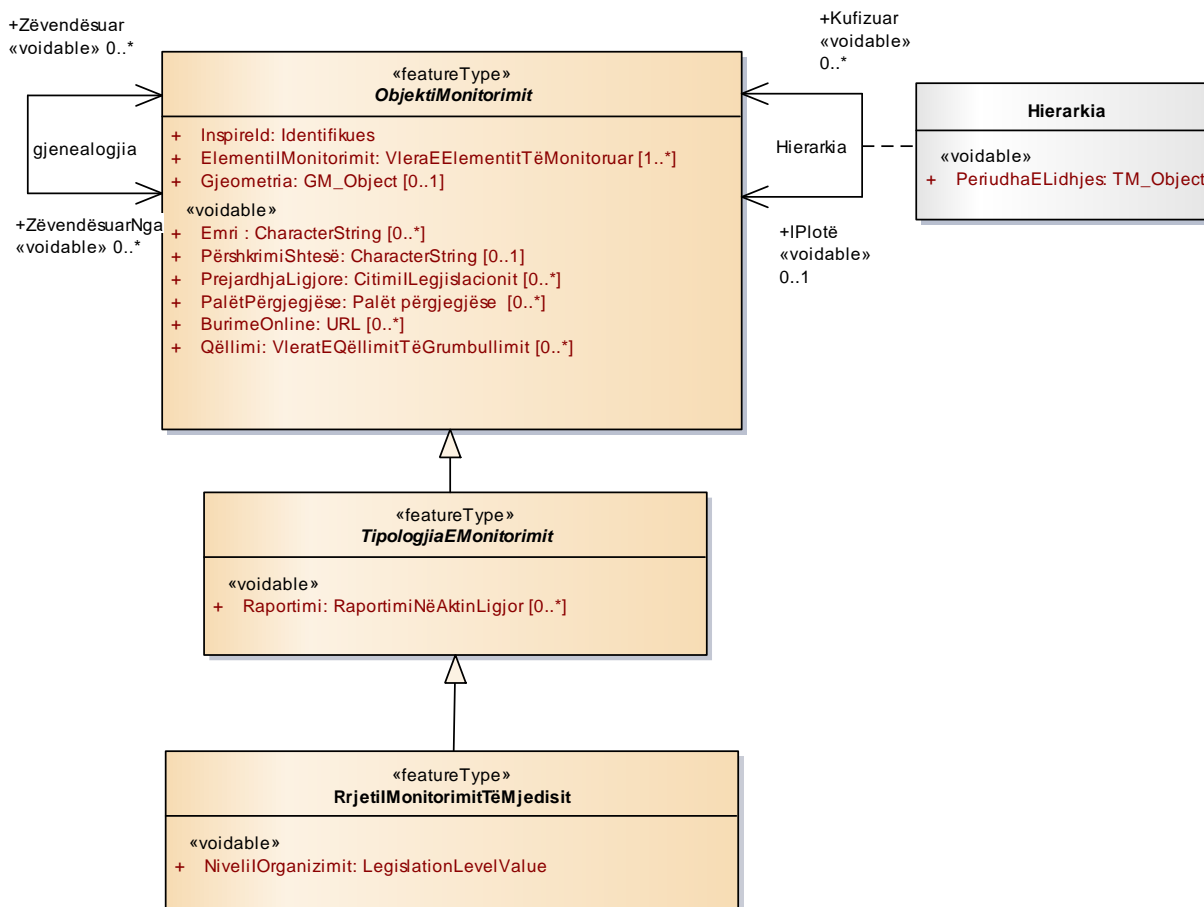 +Zëvendësuar
«voidable» 0..*
gjenealogjia
+ZëvendësuarNga
«voidable» 0..*
«featureType»
ObjektiMonitorimit
+ InspireId: Identifikues
+ ElementiIMonitorimit: VleraEElementitTëMonitoruar [1..*]
+ Gjeometria: GM_Object [0..1]
«voidable»
+ Emri : CharacterString [0..*]
+ PërshkrimiShtesë: CharacterString [0..1]
+ PrejardhjaLigjore: CitimiILegjislacionit [0..*]
+ PalëtPërgjegjëse: Palët përgjegjëse [0..*]
+ BurimeOnline: URL [0..*]
+ Qëllimi: VleratEQëllimitTëGrumbullimit [0..*]
+Kufizuar
«voidable»
0..*
Hierarkia
+IPlotë
«voidable»
0..1
Hierarkia
«voidable»
+ PeriudhaELidhjes: TM_Object
«featureType»
TipologjiaEMonitorimit
«voidable»
+ Raportimi: RaportimiNëAktinLigjor [0..*]
«featureType»
RrjetiIMonitorimitTëMjedisit
«voidable»
+ NiveliIOrganizimit: LegislationLevelValue